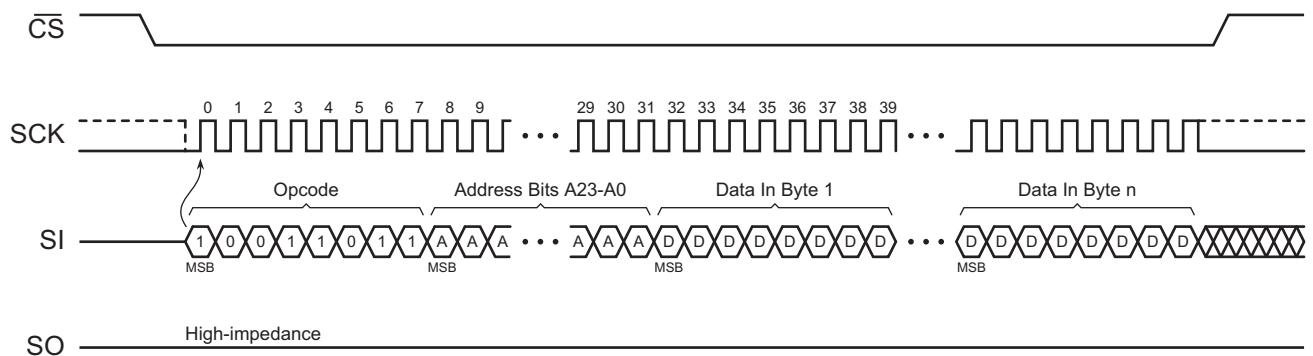 CS
SCK
0 1 2 3 4 5 6 7 8 9 29 30 31 32 33 34 35 36 37 38 39
Opcode Address Bits A23-A0 Data In Byte 1 Data In Byte n
SI
1 0 0 1 1 0 1 1 A A A A A A D D D D D D D D D D D D D D D D
MSB MSB MSB MSB
High-impedance
SO